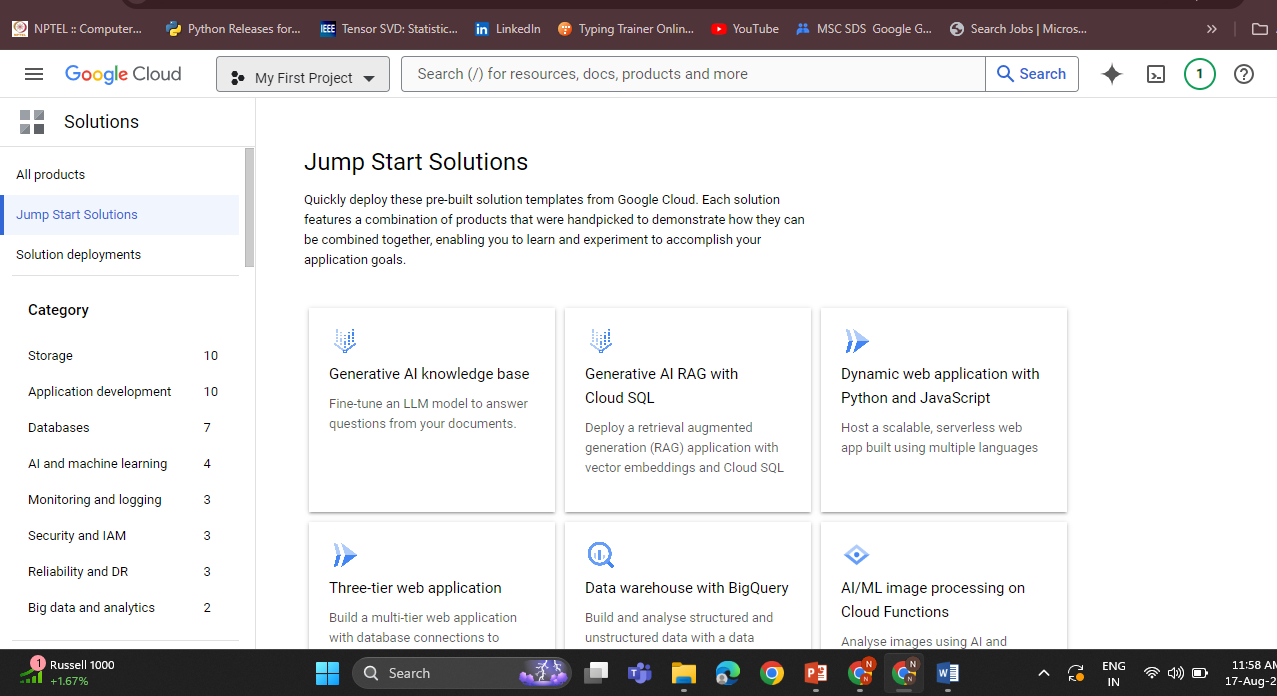 NPTEL :: Computer...
Python Releases for...
IEEE
Tensor SVD: Statistic...
LinkedIn
Typing Trainer Onlin...
YouTube
MSC SDS Google G...
Search Jobs | Micros...
Google Cloud
My First Project
Search (/) for resources, docs, products and more
Search
1
Solutions
All products
Jump Start Solutions
Solution deployments
Category
Storage 10
Application development 10
Databases 7
AI and machine learning 4
Monitoring and logging 3
Security and IAM 3
Reliability and DR 3
Big data and analytics 2
Jump Start Solutions
Quickly deploy these pre-built solution templates from Google Cloud. Each solution
features a combination of products that were handpicked to demonstrate how they can
be combined together, enabling you to learn and experiment to accomplish your
application goals.
Generative AI knowledge base
Fine-tune an LLM model to answer
questions from your documents.
Generative AI RAG with
Cloud SQL
Deploy a retrieval augmented
generation (RAG) application with
vector embeddings and Cloud SQL
Dynamic web application with
Python and JavaScript
Host a scalable, serverless web
app built using multiple languages
Three-tier web application
Build a multi-tier web application
with database connections to
Data warehouse with BigQuery
Build and analyse structured and
unstructured data with a data
AI/ML image processing on
Cloud Functions
Analyse images using AI and
1
Russell 1000
+1.67%
Search
N
N
N
N
ENG
IN
11:58 AM
17-Aug-2